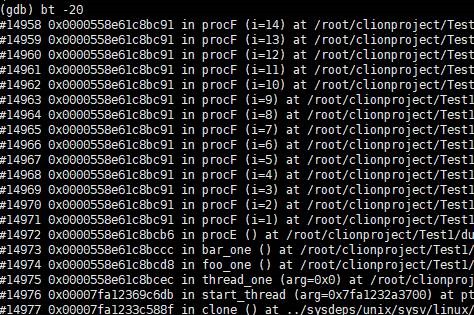 (gdb) bt -20
#14958 0x0000558e61c8bc91 in procF (i=14) at /root/clionproject/Test
#14959 0x0000558e61c8bc91 in procF (i=13) at /root/clionproject/Test
#14960 0x0000558e61c8bc91 in procF (i=12) at /root/clionproject/Test
#14961 0x0000558e61c8bc91 in procF (i=11) at /root/clionproject/Test
#14962 0x0000558e61c8bc91 in procF (i=10) at /root/clionproject/Test
#14963 0x0000558e61c8bc91 in procF (i=9) at /root/clionproject/Test1
#14964 0x0000558e61c8bc91 in procF (i=8) at /root/clionproject/Test1
#14965 0x0000558e61c8bc91 in procF (i=7) at /root/clionproject/Test1
#14966 0x0000558e61c8bc91 in procF (i=6) at /root/clionproject/Test1
#14967 0x0000558e61c8bc91 in procF (i=5) at /root/clionproject/Test1
#14968 0x0000558e61c8bc91 in procF (i=4) at /root/clionproject/Test1
#14969 0x0000558e61c8bc91 in procF (i=3) at /root/clionproject/Test1
#14970 0x0000558e61c8bc91 in procF (i=2) at /root/clionproject/Test1
#14971 0x0000558e61c8bc91 in procF (i=1) at /root/clionproject/Test1
#14972 0x0000558e61c8bcb6 in procE () at /root/clionproject/Test1/du
#14973 0x0000558e61c8bccc in bar_one () at /root/clionproject/Test1/
#14974 0x0000558e61c8bcd8 in foo_one () at /root/clionproject/Test1/
#14975 0x0000558e61c8bcec in thread_one (arg=0x0) at /root/clionproj
#14976 0x00007fa12369c6db in start_thread (arg=0x7fa1232a3700) at pt
#14977 0x00007fa1233c588f in clone () at ../sysdeps/unix/sysv/linux/